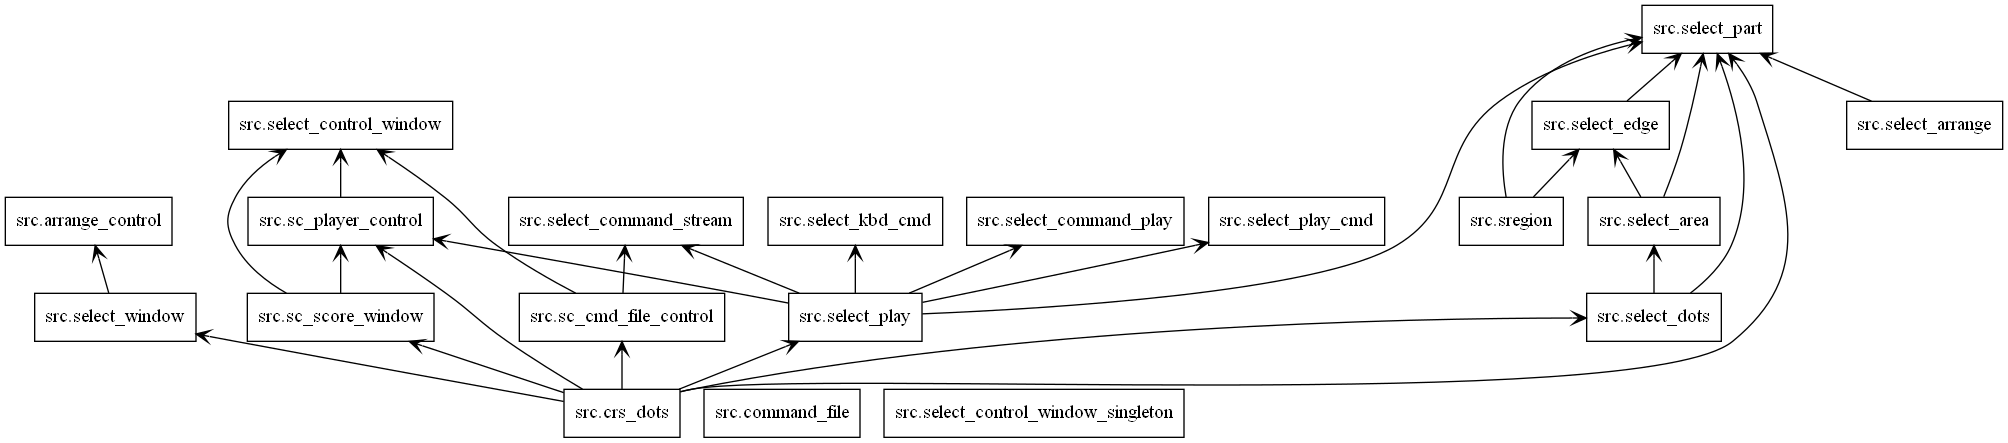 src.select_part
src.select_control_window
src.select_edge
src.select_arrange
src.arrange_control
src.sc_player_control
src.select_command_stream
src.select_kbd_cmd
src.select_command_play
src.select_play_cmd
src.sregion
src.select_area
src.select_window
src.sc_score_window
src.sc_cmd_file_control
src.select_play
src.select_dots
src.crs_dots
src.command_file
src.select_control_window_singleton